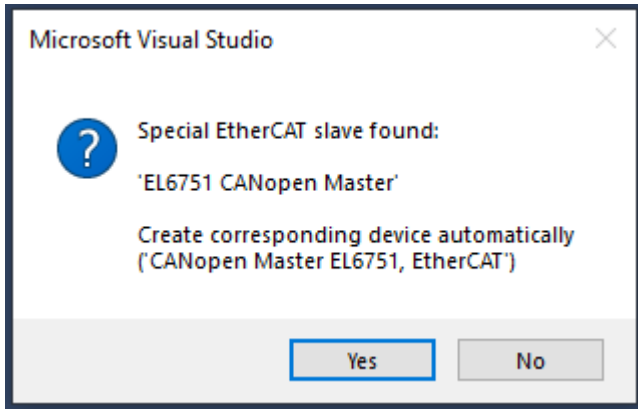 Microsoft Visual Studio
Special EtherCAT slave found:
'EL6751 CANopen Master'
Create corresponding device automatically
('CANopen Master EL6751, EtherCAT')
Yes
No